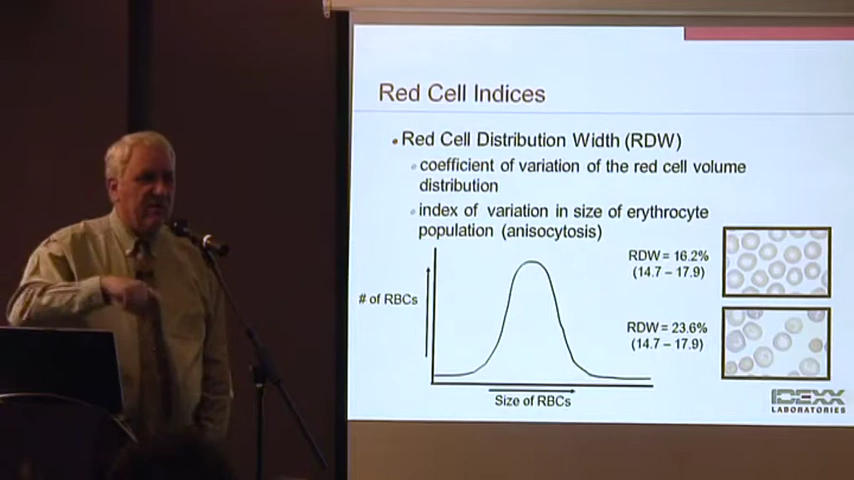 Red Cell Indices
Red Cell Distribution Width (RDW)
coefficient of variation of the red cell volume
distribution
index of variation in size of erythrocyte
population (anisocytosis)
RDW = 16.2%
(14.7 – 17.9)
# of RBCs
RDW = 23.6%
(14.7 – 17.9)
Size of RBCs
IDEXX
LABORATORIES